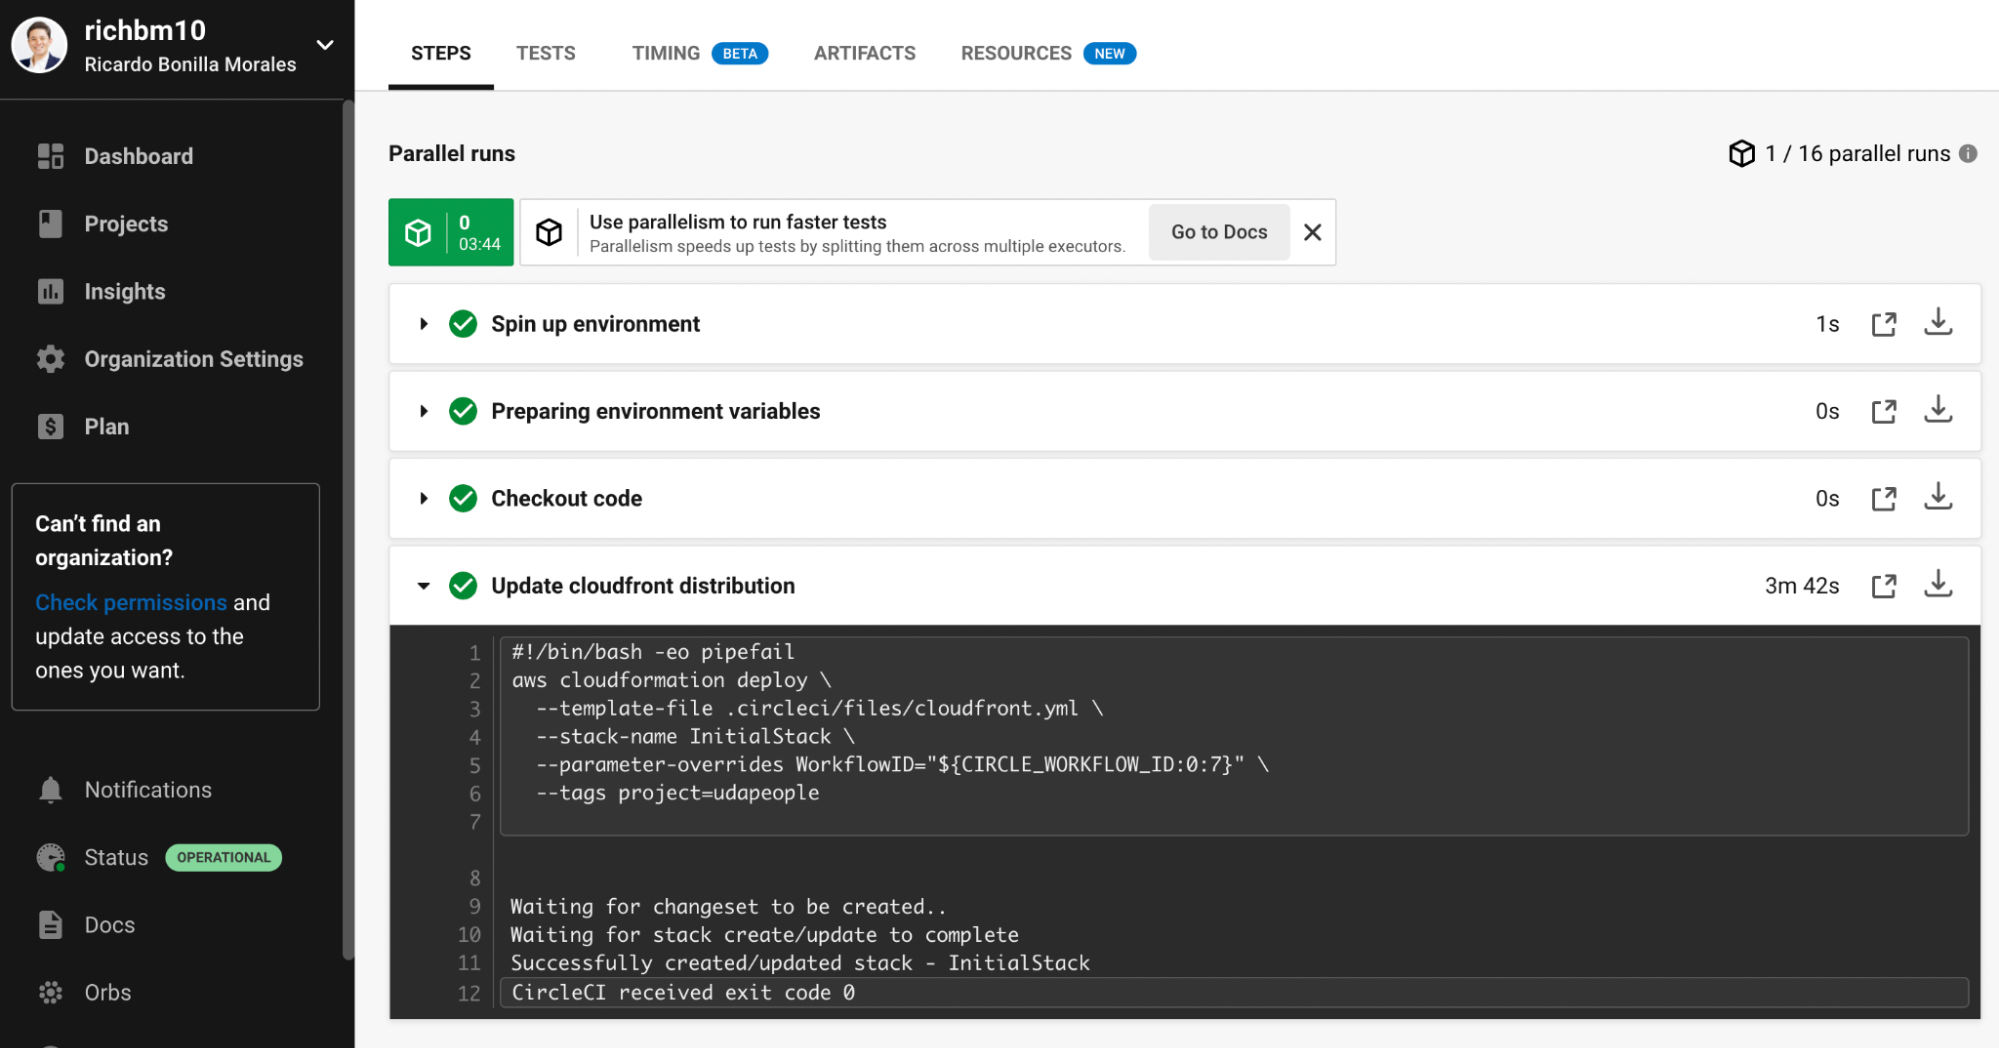 richbm10
Ricardo Bonilla Morales
Dashboard
Projects
Insights
Organization Settings
Plan
Can't find an
organization?
Check permissions and
update access to the
ones you want.
Notifications
Status OPERATIONAL
Docs
Orbs
STEPS TESTS TIMING BETA ARTIFACTS RESOURCES NEW
Parallel runs
1 / 16 parallel runs
0
03:44
Use parallelism to run faster tests
Parallelism speeds up tests by splitting them across multiple executors.
Go to Docs
Spin up environment 1s
Preparing environment variables 0s
Checkout code 0s
Update cloudfront distribution 3m 42s
1 #!/bin/bash -eo pipefail
2 aws cloudformation deploy \
3 --template-file .circleci/files/cloudfront.yml \
4 --stack-name InitialStack \
5 --parameter-overrides WorkflowID="${CIRCLE_WORKFLOW_ID:0:7}" \
6 --tags project=udapeople
7
8
9 Waiting for changeset to be created..
10 Waiting for stack create/update to complete
11 Successfully created/updated stack - InitialStack
12 CircleCI received exit code 0